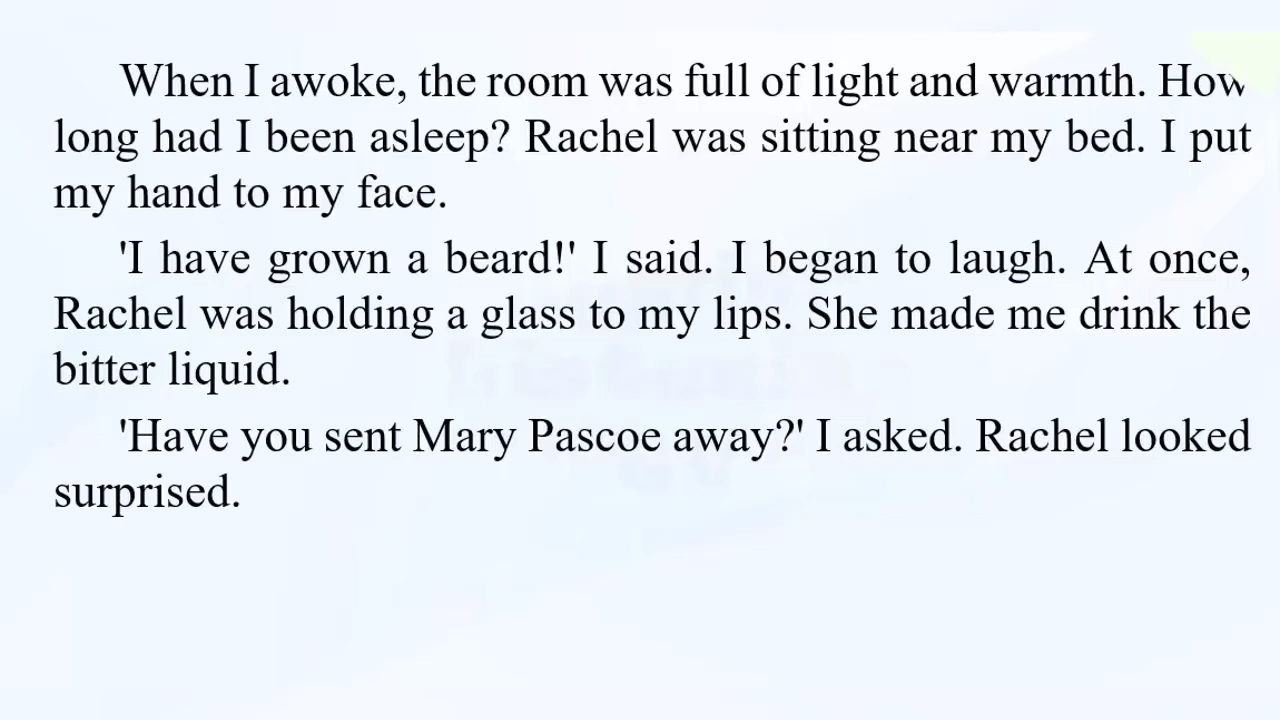 When I awoke, the room was full of light and warmth. How
long had I been asleep? Rachel was sitting near my bed. I put
my hand to my face.
'I have grown a beard!' I said. I began to laugh. At once,
Rachel was holding a glass to my lips. She made me drink the
bitter liquid.
'Have you sent Mary Pascoe away?' I asked. Rachel looked
surprised.